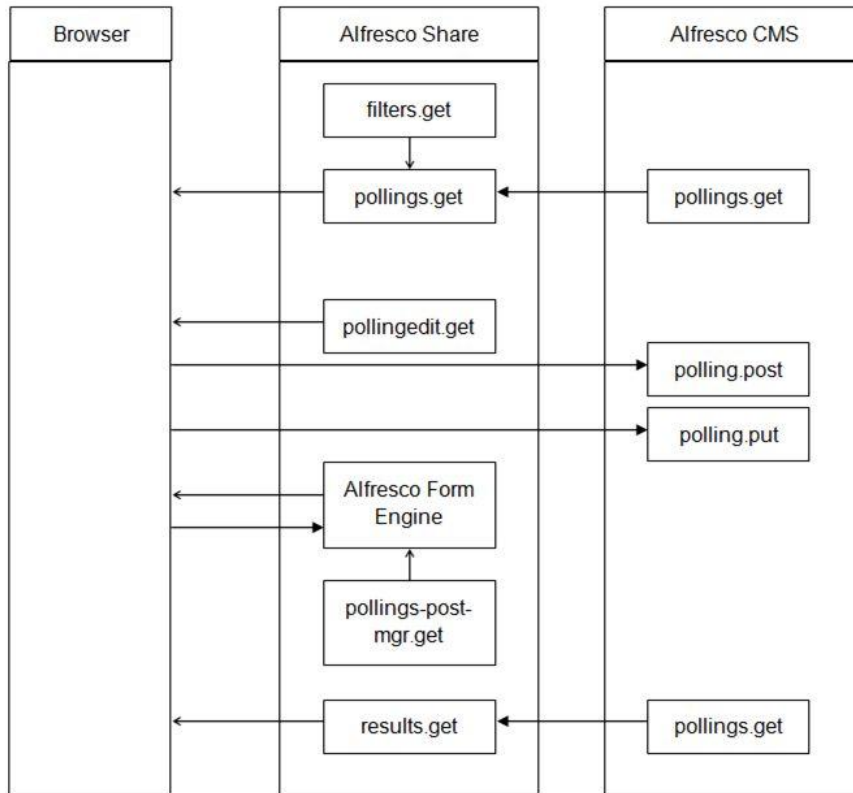 Browser
Alfresco Share
Alfresco CMS
filters.get
pollings.get
pollings.get
pollingedit.get
polling.post
polling.put
Alfresco Form
Engine
pollings-post-
mgr.get
results.get
pollings.get